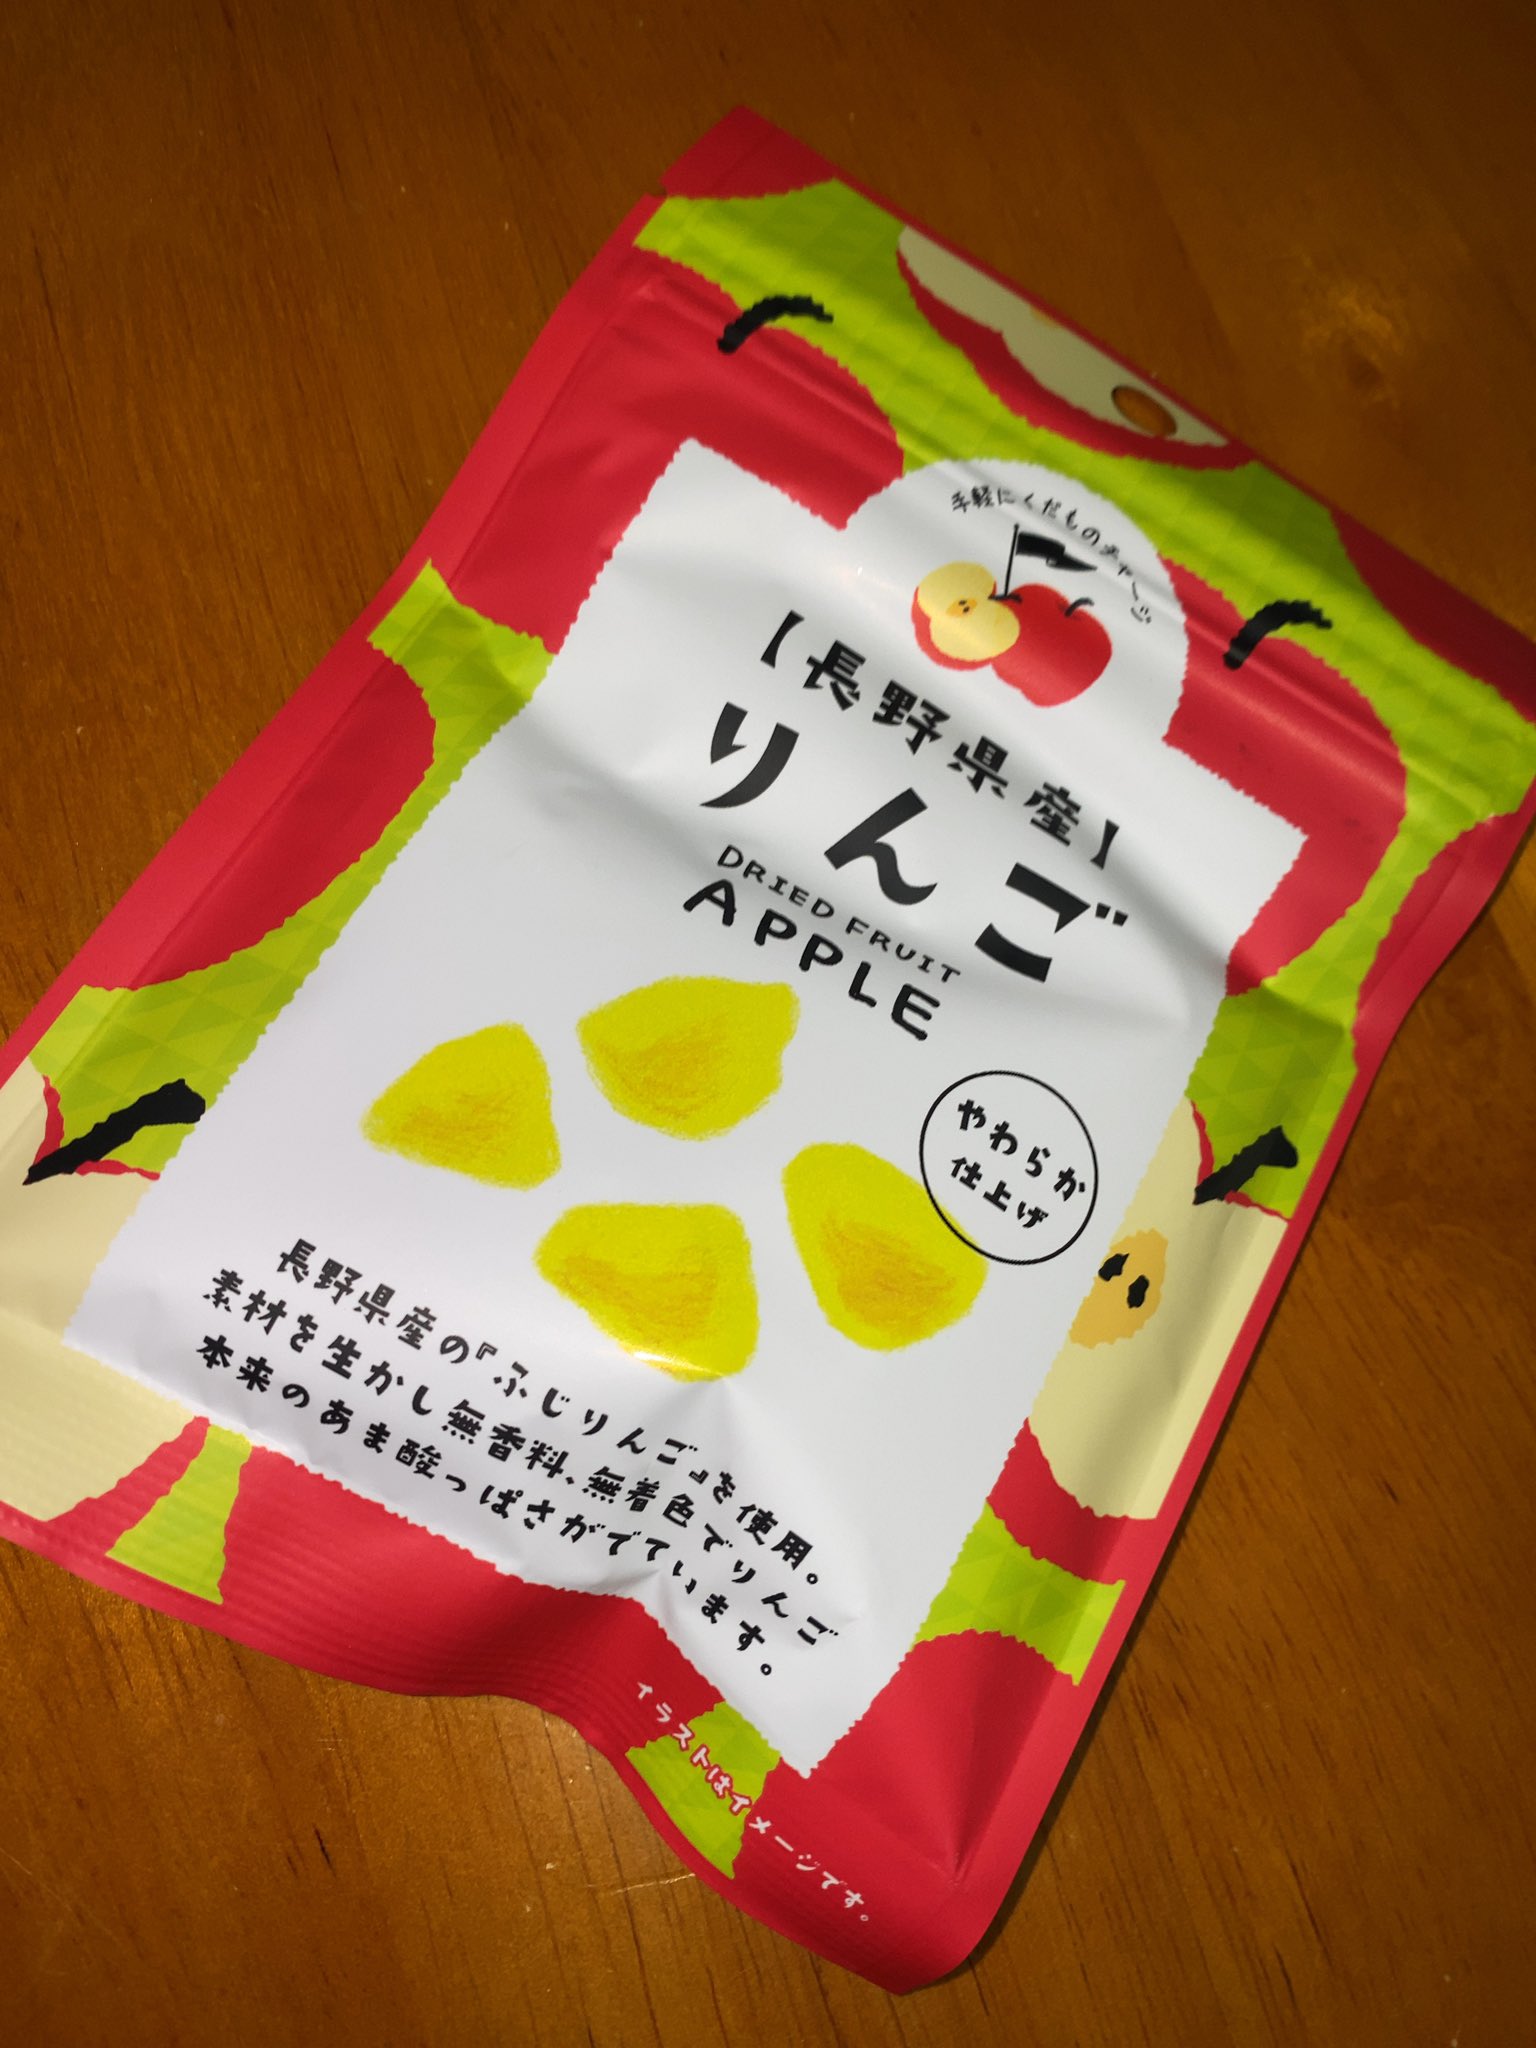 手軽にくだものチャージ
【長野県産】
りんご
DRIED FRUIT
APPLE
やわらか
仕上げ
長野県産の『ふじりんご』を使用。
素材を生かし無香料、無着色でりんご
本来のあま酸っぱさがでています。
イラストはイメージです。